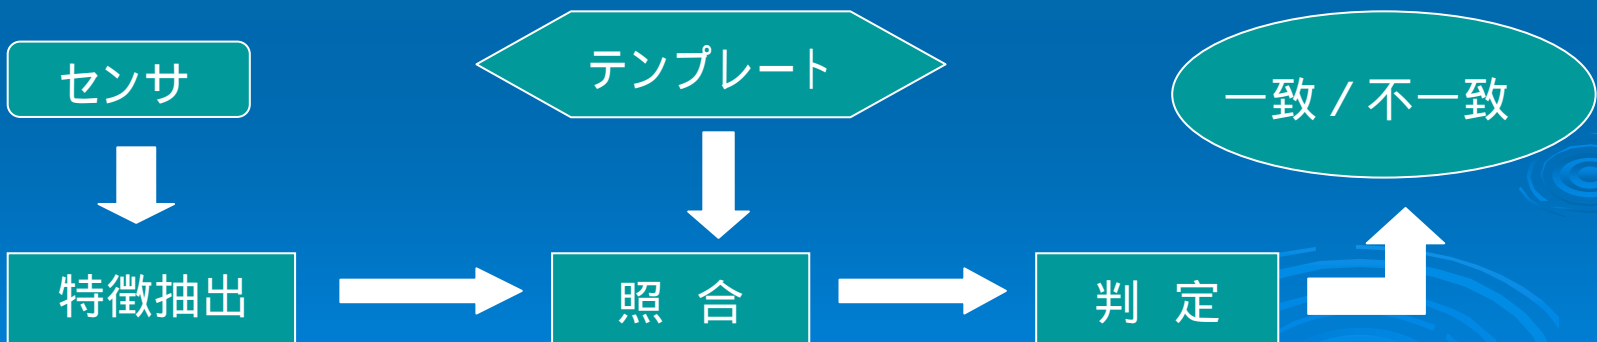 センサ
テンプレート
一致 / 不一致
特徴抽出
照 合
判 定